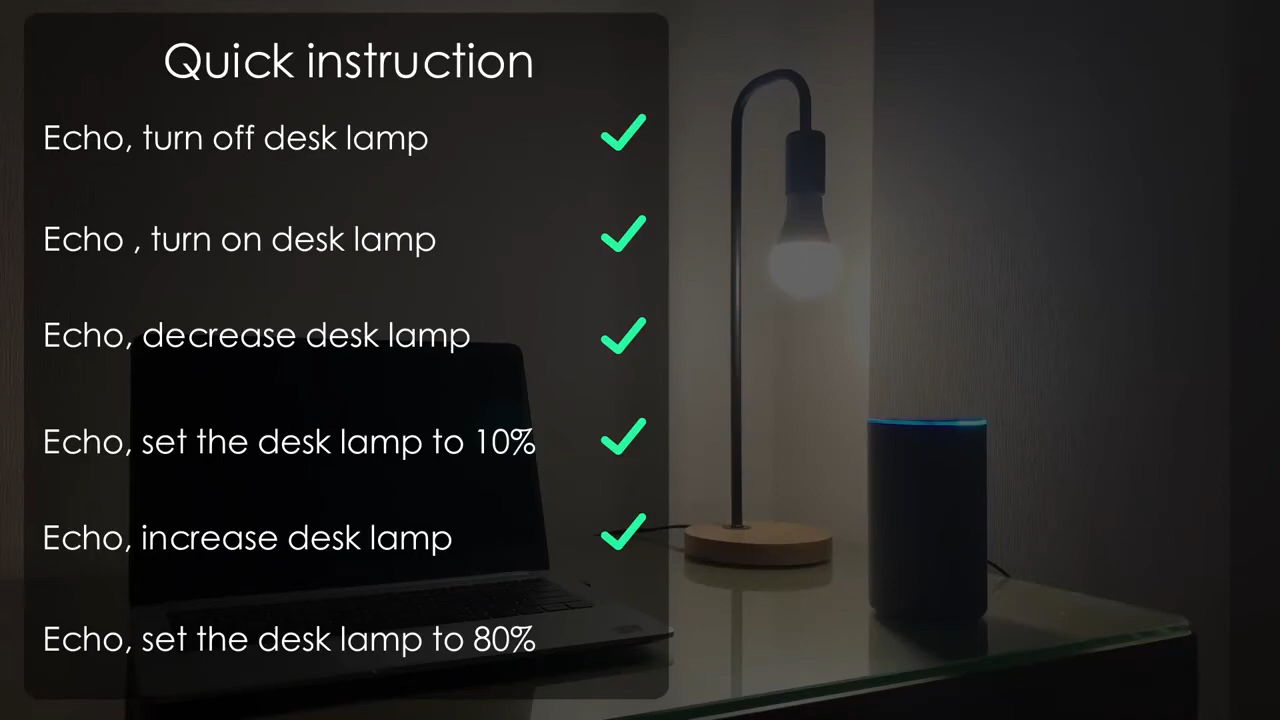 Quick instruction
Echo, turn off desk lamp
Echo , turn on desk lamp
Echo, decrease desk lamp
Echo, set the desk lamp to 10%
Echo, increase desk lamp
Echo, set the desk lamp to 80%